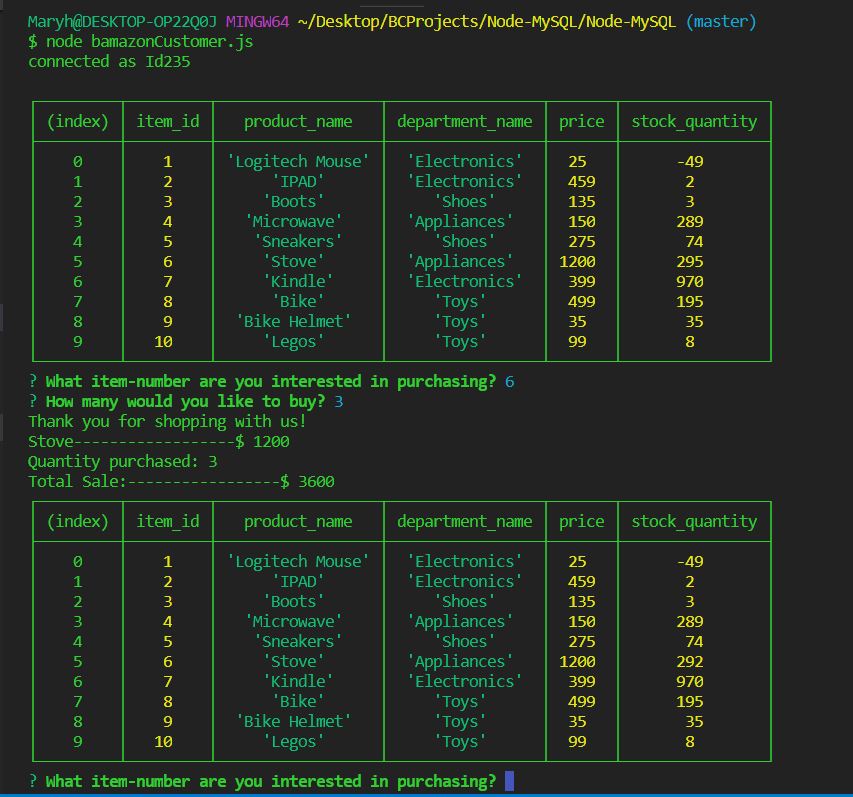 Maryh@DESKTOP-OP22Q0J MINGW64 ~/Desktop/BCProjects/Node-MySQL/Node-MySQL (master)
$ node bamazonCustomer.js
connected as Id235
(index) item_id product_name department_name price stock_quantity
0 1 'Logitech Mouse' 'Electronics' 25 -49
1 2 'IPAD' 'Electronics' 459 2
2 3 'Boots' 'Shoes' 135 3
3 4 'Microwave' 'Appliances' 150 289
4 5 'Sneakers' 'Shoes' 275 74
5 6 'Stove' 'Appliances' 1200 295
6 7 'Kindle' 'Electronics' 399 970
7 8 'Bike' 'Toys' 499 195
8 9 'Bike Helmet' 'Toys' 35 35
9 10 'Legos' 'Toys' 99 8
? What item-number are you interested in purchasing? 6
? How many would you like to buy? 3
Thank you for shopping with us!
Stove------------------$ 1200
Quantity purchased: 3
Total Sale:-----------------$ 3600
(index) item_id product_name department_name price stock_quantity
0 1 'Logitech Mouse' 'Electronics' 25 -49
1 2 'IPAD' 'Electronics' 459 2
2 3 'Boots' 'Shoes' 135 3
3 4 'Microwave' 'Appliances' 150 289
4 5 'Sneakers' 'Shoes' 275 74
5 6 'Stove' 'Appliances' 1200 292
6 7 'Kindle' 'Electronics' 399 970
7 8 'Bike' 'Toys' 499 195
8 9 'Bike Helmet' 'Toys' 35 35
9 10 'Legos' 'Toys' 99 8
? What item-number are you interested in purchasing?